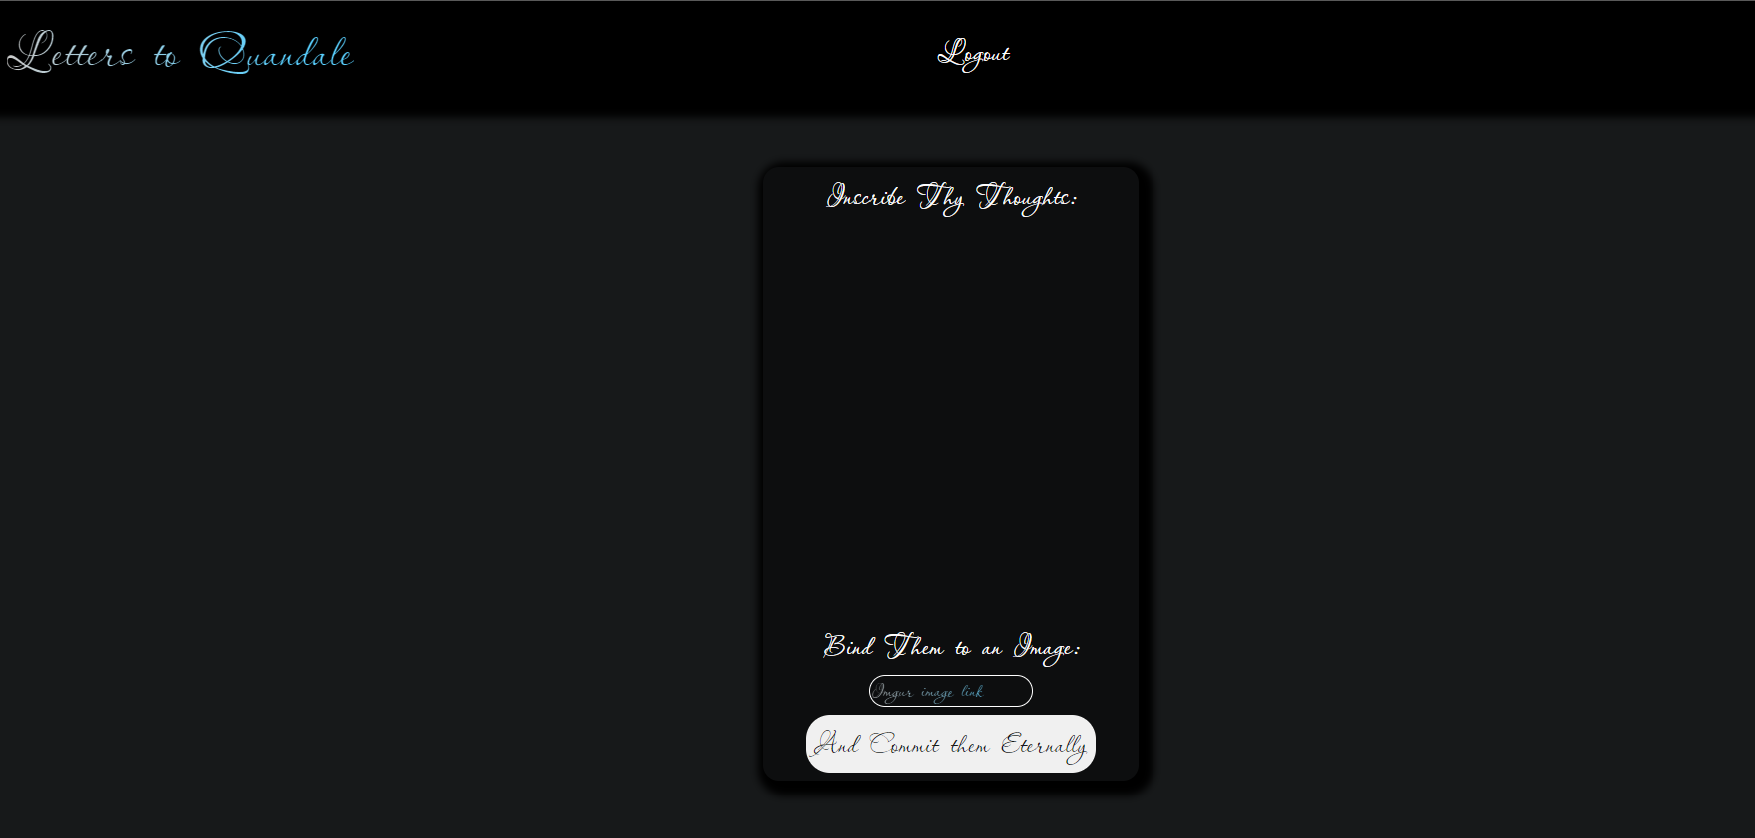 Letters to Quandale
Logout
Inscribe Thy Thoughts:
Bind Them to an Image:
Imgur image link
And Commit them Eternally